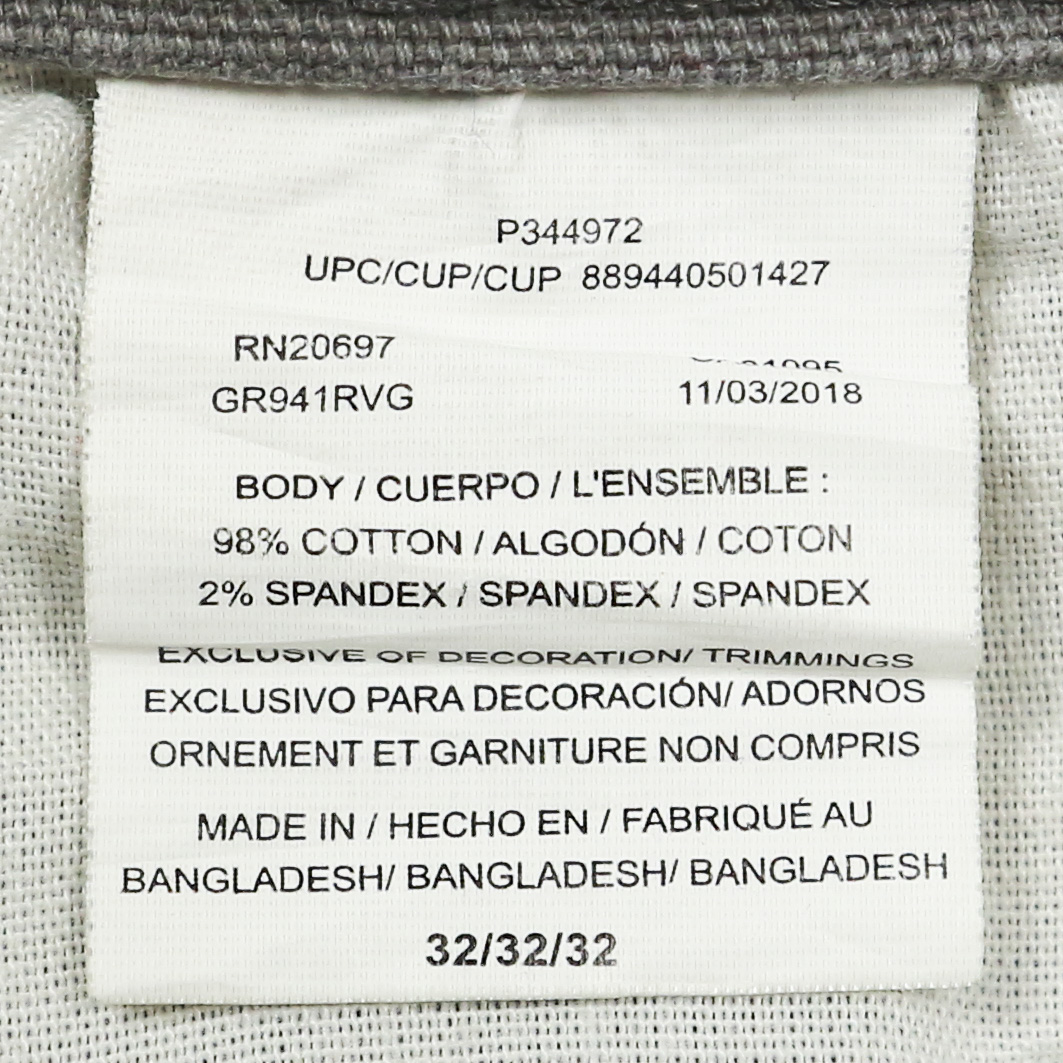 P344972
UPC/CUP/CUP 889440501427
RN20697
GR941RVG 11/03/2018
BODY / CUERPO / L'ENSEMBLE :
98% COTTON / ALGODÓN / COTON
2% SPANDEX / SPANDEX / SPANDEX
EXCLUSIVE OF DECORATION/ TRIMMINGS
EXCLUSIVO PARA DECORACIÓN/ ADORNOS
ORNEMENT ET GARNITURE NON COMPRIS
MADE IN / HECHO EN / FABRIQUÉ AU
BANGLADESH/ BANGLADESH/ BANGLADESH
32/32/32